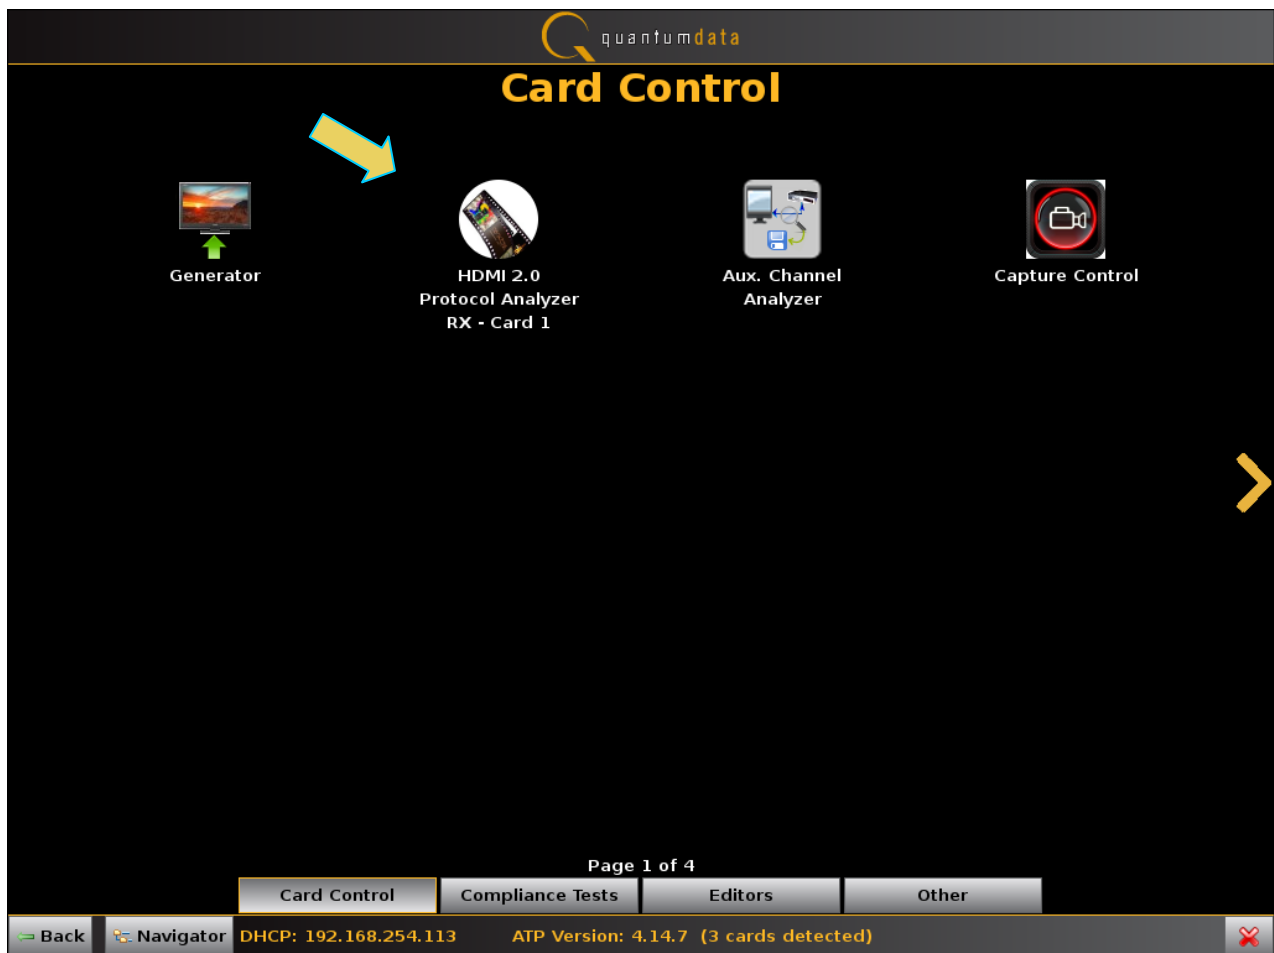 quantumdata
Card Control
Generator
HDMI 2.0
Protocol Analyzer
RX - Card 1
Aux. Channel
Analyzer
Capture Control
Page 1 of 4
Card Control
Compliance Tests
Editors
Other
Back
Navigator
DHCP: 192.168.254.113
ATP Version: 4.14.7 (3 cards detected)